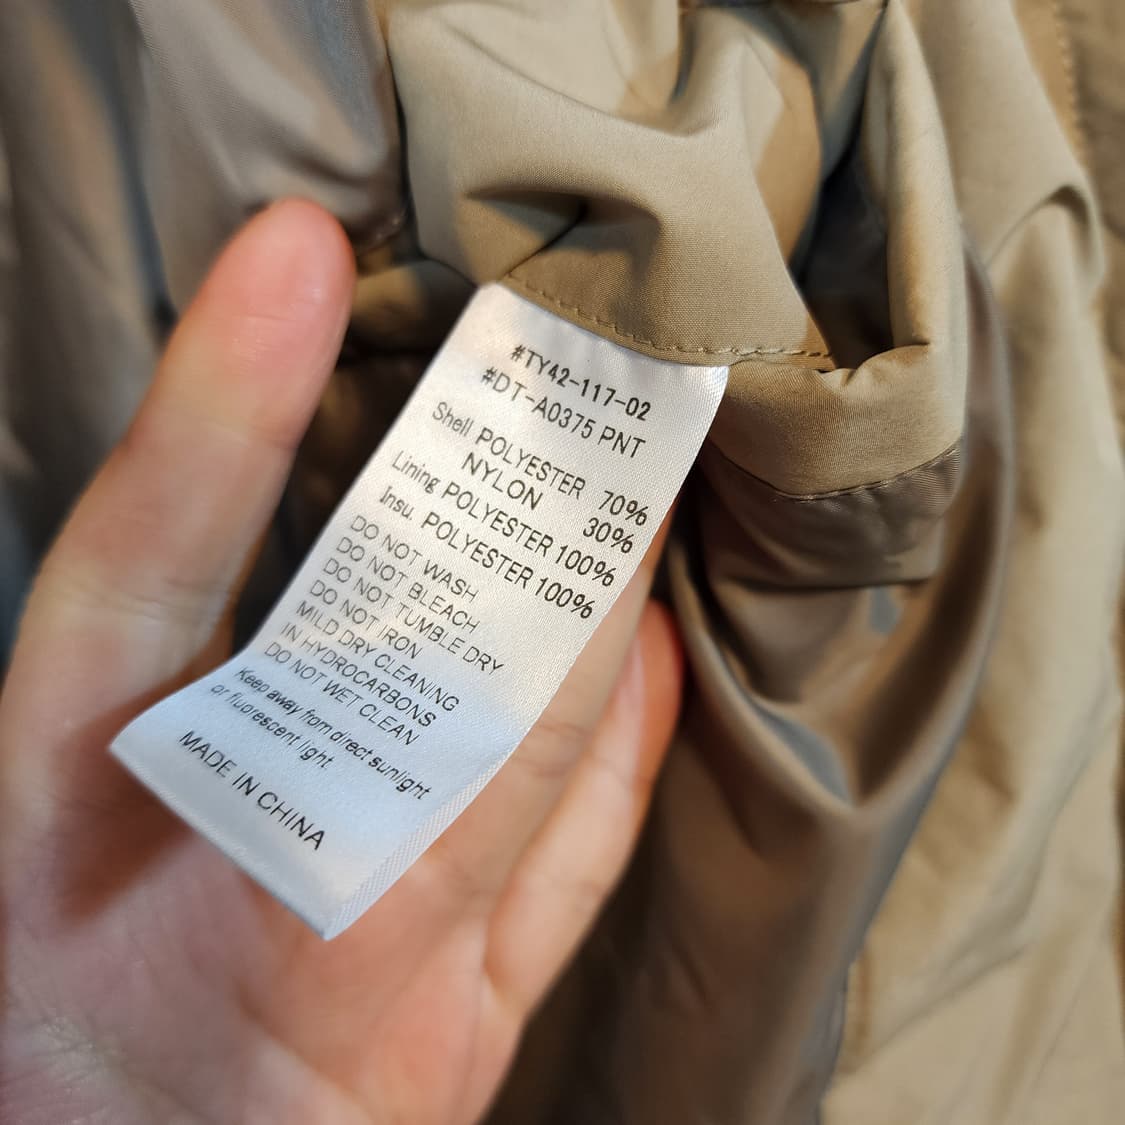 #TY42-117-02
#DT-A0375 PNT
Shell POLYESTER 70%
NYLON 30%
Lining POLYESTER 100%
Insu. POLYESTER 100%
DO NOT WASH
DO NOT BLEACH
DO NOT TUMBLE DRY
DO NOT IRON
MILD DRY CLEANING
IN HYDROCARBONS
DO NOT WET CLEAN
Keep away from direct sunlight
or fluorescent light.
MADE IN CHINA